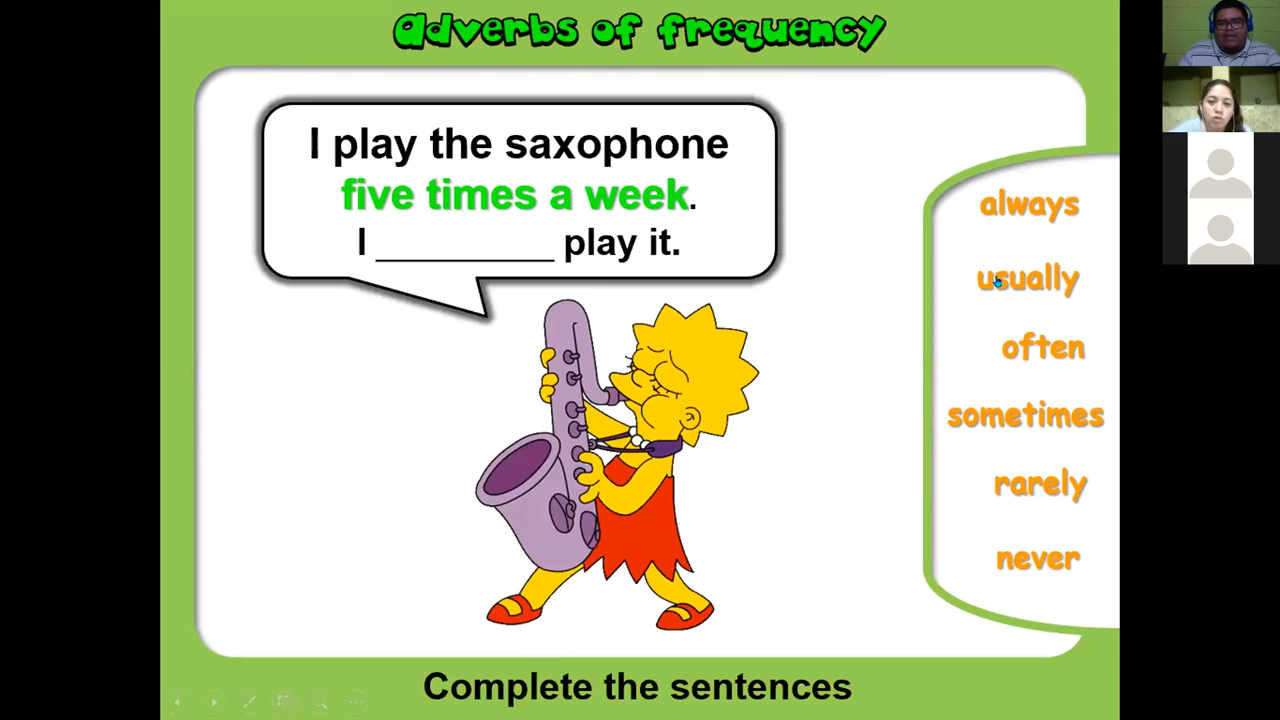 Adverbs of frequency
I play the saxophone
five times a week.
I _________ play it.
always
usually
often
sometimes
rarely
never
Complete the sentences